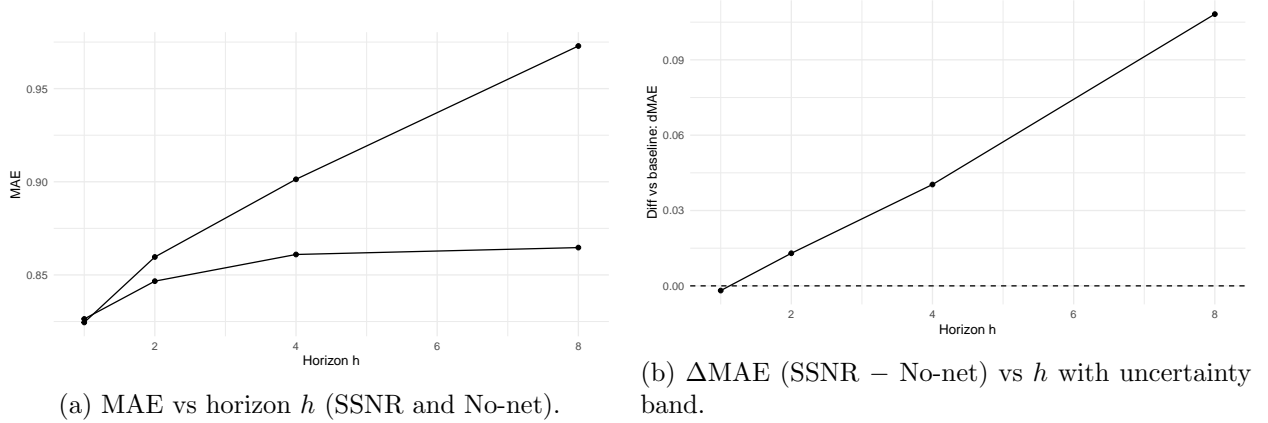 0.95
0.90
0.85
MAE
2
4
6
8
Horizon h
(a) MAE vs horizon h (SSNR and No-net).
0.09
0.06
0.03
0.00
Diff vs baseline: dMAE
2
4
6
8
Horizon h
(b) ΔMAE (SSNR − No-net) vs h with uncertainty
band.